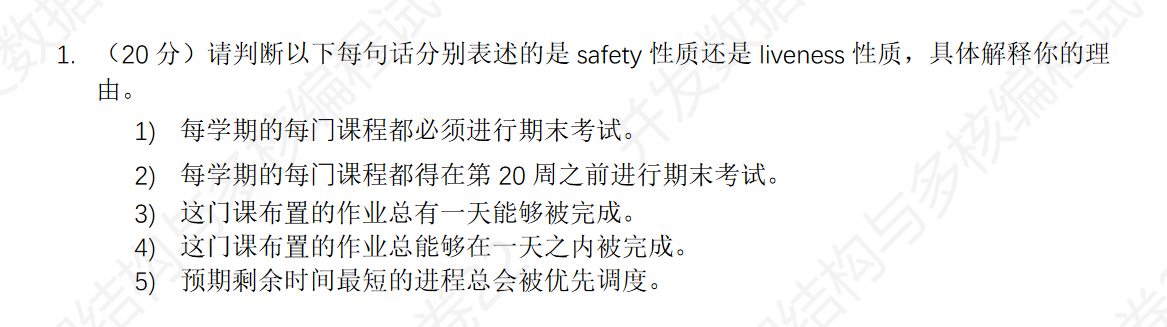 1. （20 分）请判断以下每句话分别表述的是 safety 性质还是 liveness 性质，具体解释你的理
由。
1) 每学期的每门课程都必须进行期末考试。
2) 每学期的每门课程都得在第 20 周之前进行期末考试。
3) 这门课布置的作业总有一天能够被完成。
4) 这门课布置的作业总能够在一天之内被完成。
5) 预期剩余时间最短的进程总会被优先调度。